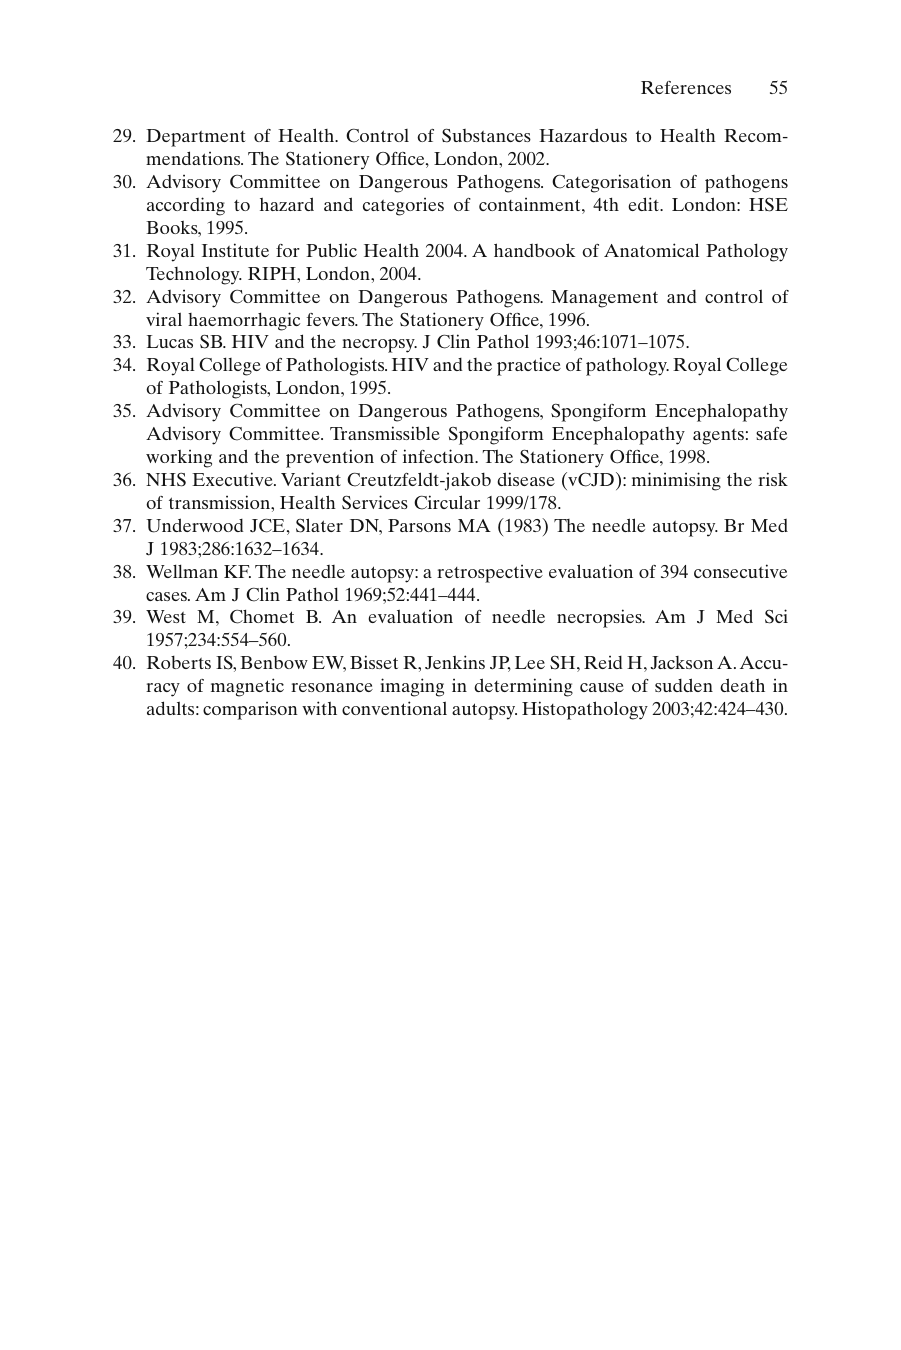 References 55
29. Department of Health. Control of Substances Hazardous to Health Recom-
mendations. The Stationery Office, London, 2002.
30. Advisory Committee on Dangerous Pathogens. Categorisation of pathogens
according to hazard and categories of containment, 4th edit. London: HSE
Books, 1995.
31. Royal Institute for Public Health 2004. A handbook of Anatomical Pathology
Technology. RIPH, London, 2004.
32. Advisory Committee on Dangerous Pathogens. Management and control of
viral haemorrhagic fevers. The Stationery Office, 1996.
33. Lucas SB. HIV and the necropsy. J Clin Pathol 1993;46:1071–1075.
34. Royal College of Pathologists. HIV and the practice of pathology. Royal College
of Pathologists, London, 1995.
35. Advisory Committee on Dangerous Pathogens, Spongiform Encephalopathy
Advisory Committee. Transmissible Spongiform Encephalopathy agents: safe
working and the prevention of infection. The Stationery Office, 1998.
36. NHS Executive. Variant Creutzfeldt-jakob disease (vCJD): minimising the risk
of transmission, Health Services Circular 1999/178.
37. Underwood JCE, Slater DN, Parsons MA (1983) The needle autopsy. Br Med
J 1983;286:1632–1634.
38. Wellman KF. The needle autopsy: a retrospective evaluation of 394 consecutive
cases. Am J Clin Pathol 1969;52:441–444.
39. West M, Chomet B. An evaluation of needle necropsies. Am J Med Sci
1957;234:554–560.
40. Roberts IS, Benbow EW, Bisset R, Jenkins JP, Lee SH, Reid H, Jackson A. Accu-
racy of magnetic resonance imaging in determining cause of sudden death in
adults: comparison with conventional autopsy. Histopathology 2003;42:424–430.